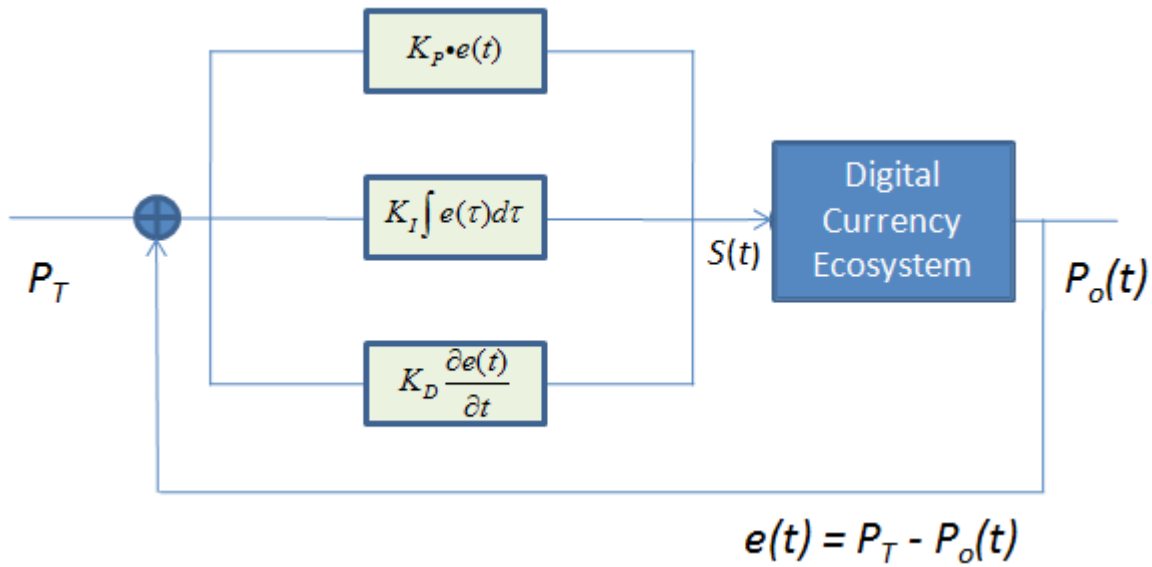 K_P•e(t)
K_I∫e(τ)dτ
K_D ∂e(t)/∂t
P_T
S(t)
Digital
Currency
Ecosystem
P_o(t)
e(t) = P_T - P_o(t)